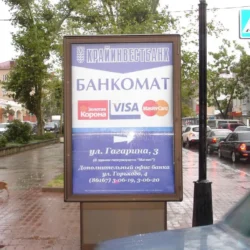 КРАЙИНВЕСТБАНК
БАНКОМАТ
Золотая Корона
VISA
MasterCard
ул. Гагарина, 3
Дополнительный офис банка
ул. Горького, 4